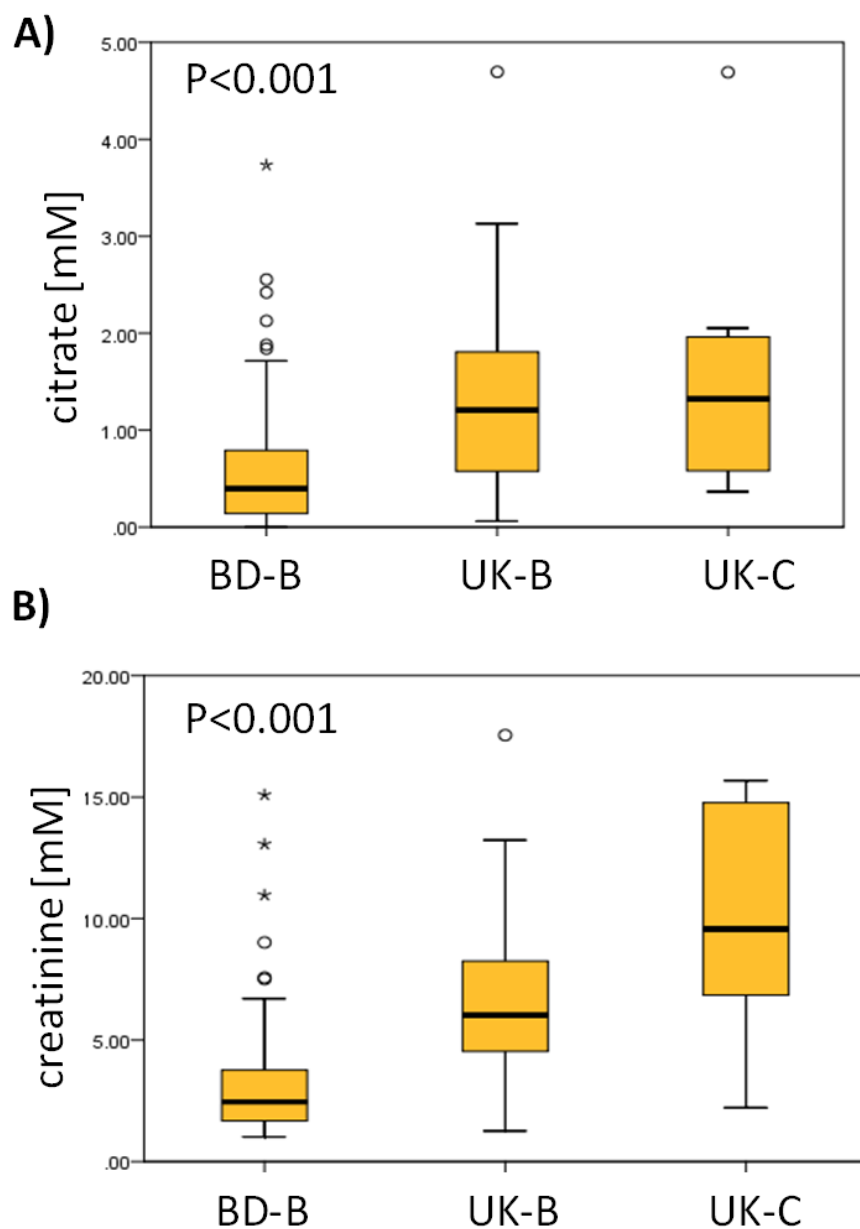 A)
5.00
P<0.001
4.00
3.00
2.00
1.00
.00
citrate [mM]
BD-B UK-B UK-C
B)
20.00
P<0.001
15.00
10.00
5.00
.00
creatinine [mM]
BD-B UK-B UK-C